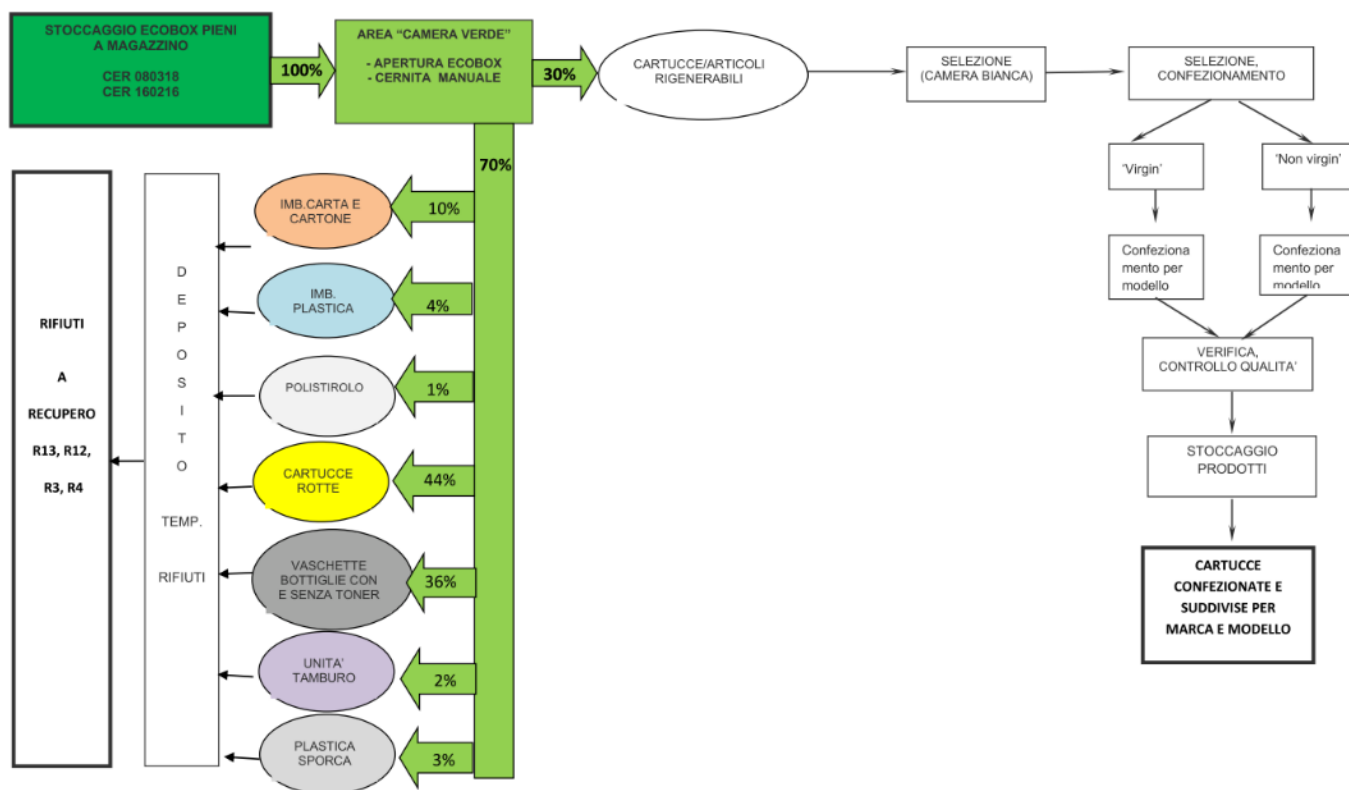 STOCCAGGIO ECOBOX PIENI
A MAGAZZINO
CER 080318
CER 160216
100%
AREA “CAMERA VERDE”
- APERTURA ECOBOX
- CERNITA MANUALE
30%
CARTUCCE/ARTICOLI
RIGENERABILI
SELEZIONE
(CAMERA BIANCA)
SELEZIONE,
CONFEZIONAMENTO
'Virgin'
'Non virgin'
Confeziona
mento per
modello
Confeziona
mento per
modello
VERIFICA,
CONTROLLO QUALITA'
STOCCAGGIO
PRODOTTI
CARTUCCE
CONFEZIONATE E
SUDDIVISE PER
MARCA E MODELLO
70%
IMB.CARTA E
CARTONE
10%
IMB.
PLASTICA
4%
POLISTIROLO
1%
CARTUCCE
ROTTE
44%
VASCHETTE
BOTTIGLIE CON
E SENZA TONER
36%
UNITA'
TAMBURO
2%
PLASTICA
SPORCA
3%
D
E
P
O
S
I
T
O
TEMP.
RIFIUTI
RIFIUTI
A
RECUPERO
R13, R12,
R3, R4